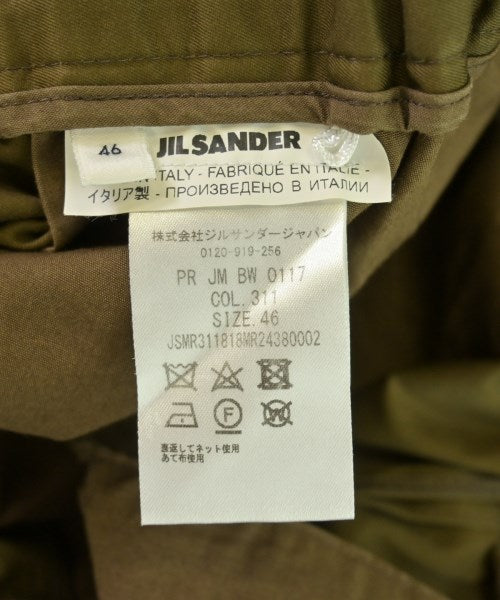 46 JIL SANDER
IN ITALY - FABRIQUÉ EN ITALIE -
イタリア製 - ПРОИЗВЕДЕНО В ИТАЛИИ
株式会社ジルサンダージャパン
0120-919-256
PR JM BW 0117
COL. 311
SIZE. 46
JSMR311818MR24380002
F
W
裏返してネット使用
あて布使用